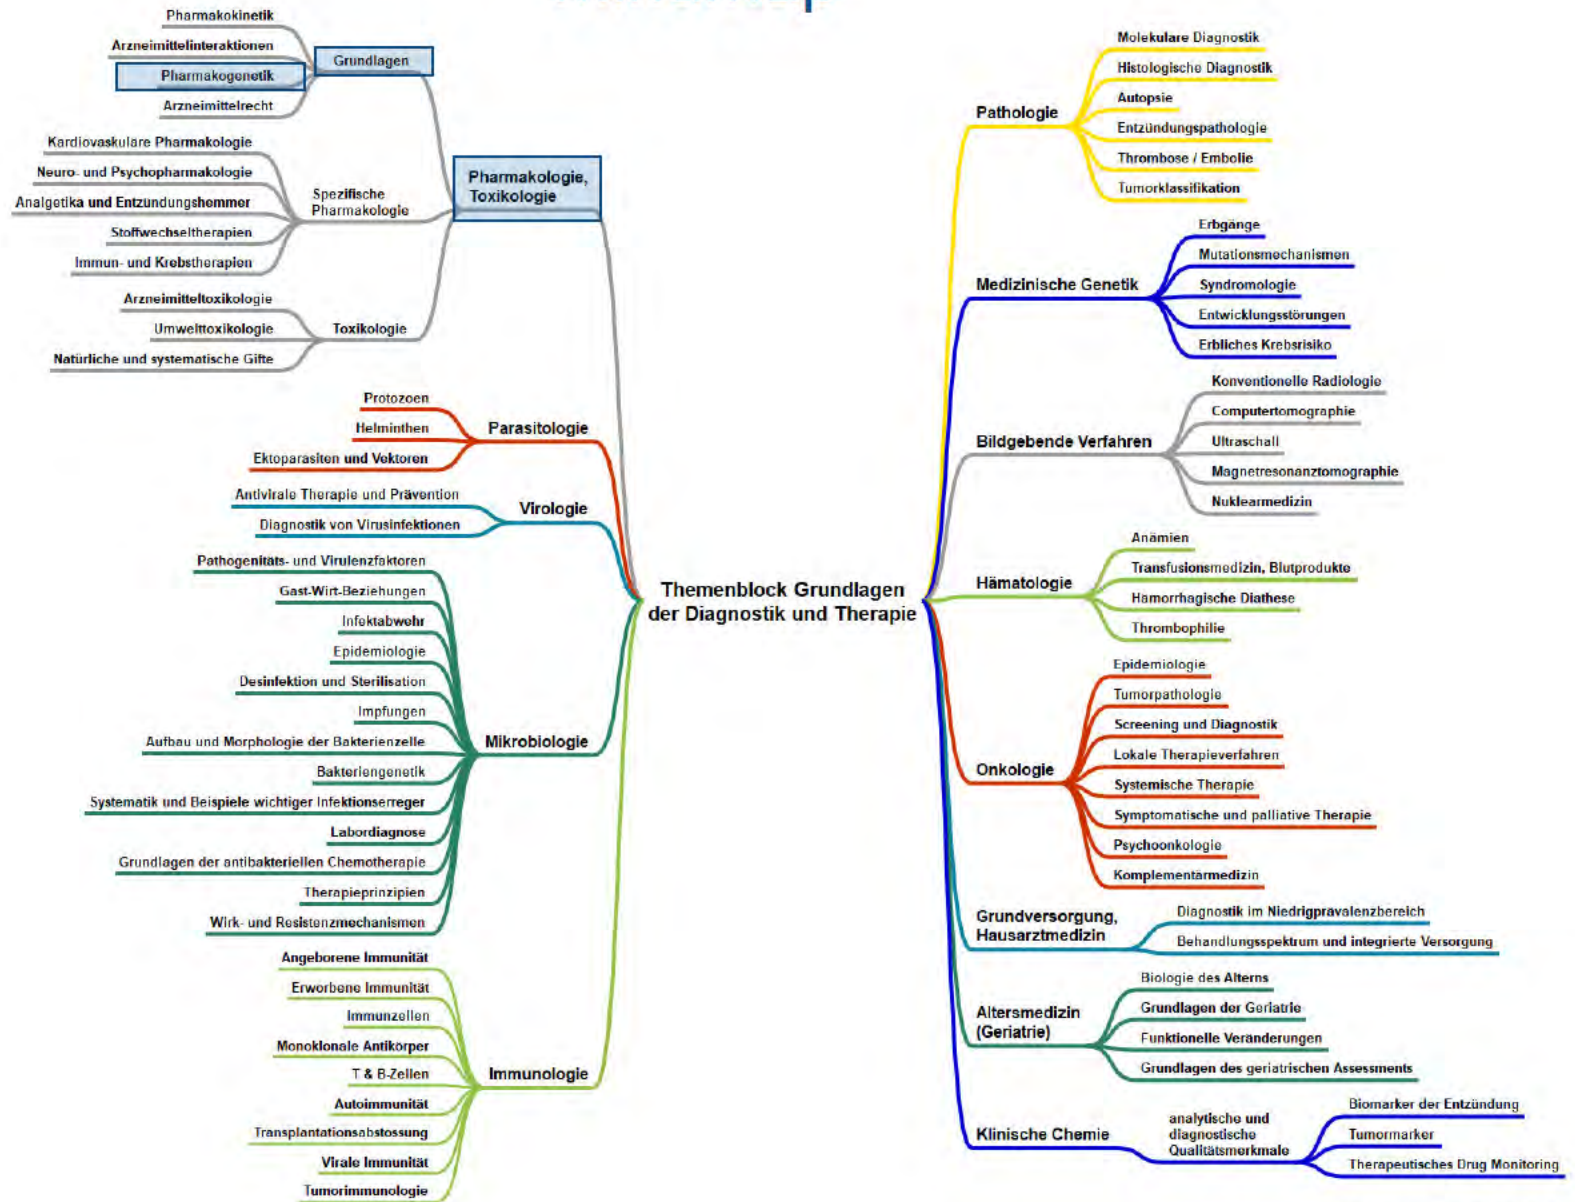 Pharmakokinetik
Arzneimittelinteraktionen
Pharmakogenetik
Arzneimittelrecht
Grundlagen
Kardiovaskulare Pharmakologie
Neuro- und Psychopharmakologie
Analgetika und Entzündungshemmer
Stoffwechseltherapien
Immun- und Krebstherapien
Spezifische
Pharmakologie
Arzneimitteltoxikologie
Umwelttoxikologie
Natürliche und systematische Gifte
Toxikologie
Pharmakologie,
Toxikologie
Protozoen
Helminthen
Ektoparasiten und Vektoren
Parasitologie
Antivirale Therapie und Prävention
Diagnostik von Virusinfektionen
Virologie
Pathogenitäts- und Virulenzfaktoren
Gast-Wirt-Beziehungen
Infektabwehr
Epidemiologie
Desinfektion und Sterilisation
Impfungen
Aufbau und Morphologie der Bakterienzelle
Bakteriengenetik
Systematik und Beispiele wichtiger Infektionserreger
Labordiagnose
Grundlagen der antibakteriellen Chemotherapie
Therapieprinzipien
Wirk- und Resistenzmechanismen
Mikrobiologie
Angeborene Immunität
Erworbene Immunität
Immunzellen
Monoklonale Antikörper
T & B-Zellen
Autoimmunität
Transplantationsabstossung
Virale Immunität
Tumorimmunologie
Immunologie
Themenblock Grundlagen
der Diagnostik und Therapie
Pathologie
Molekulare Diagnostik
Histologische Diagnostik
Autopsie
Entzündungspathologie
Thrombose / Embolie
Tumorklassifikation
Medizinische Genetik
Erbgänge
Mutationsmechanismen
Syndromologie
Entwicklungsstörungen
Erbliches Krebsrisiko
Bildgebende Verfahren
Konventionelle Radiologie
Computertomographie
Ultraschall
Magnetresonanztomographie
Nuklearmedizin
Hämatologie
Anämien
Transfusionsmedizin, Blutprodukte
Hamorrhagische Diathese
Thrombophilie
Onkologie
Epidemiologie
Tumorpathologie
Screening und Diagnostik
Lokale Therapieverfahren
Systemische Therapie
Symptomatische und palliative Therapie
Psychoonkologie
Komplementärmedizin
Grundversorgung,
Hausarztmedizin
Diagnostik im Niedrigprävalenzbereich
Behandlungsspektrum und integrierte Versorgung
Altersmedizin
(Geriatrie)
Biologie des Alterns
Grundlagen der Geriatrie
Funktionelle Veränderungen
Grundlagen des geriatrischen Assessments
Klinische Chemie
analytische und
diagnostische
Qualitätsmerkmale
Biomarker der Entzündung
Tumormarker
Therapeutisches Drug Monitoring